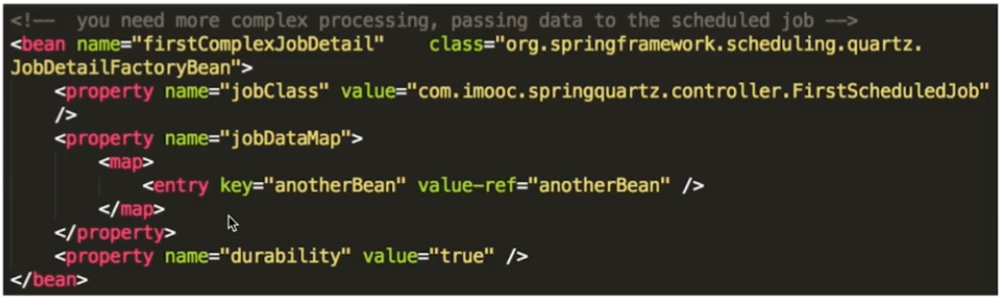 <!-- you need more complex processing, passing data to the scheduled job -->
<bean name="firstComplexJobDetail" class="org.springframework.scheduling.quartz.
JobDetailFactoryBean">
<property name="jobClass" value="com.imooc.springquartz.controller.FirstScheduledJob"
/>
<property name="jobDataMap">
<map>
<entry key="anotherBean" value-ref="anotherBean" />
</map>
</property>
<property name="durability" value="true" />
</bean>